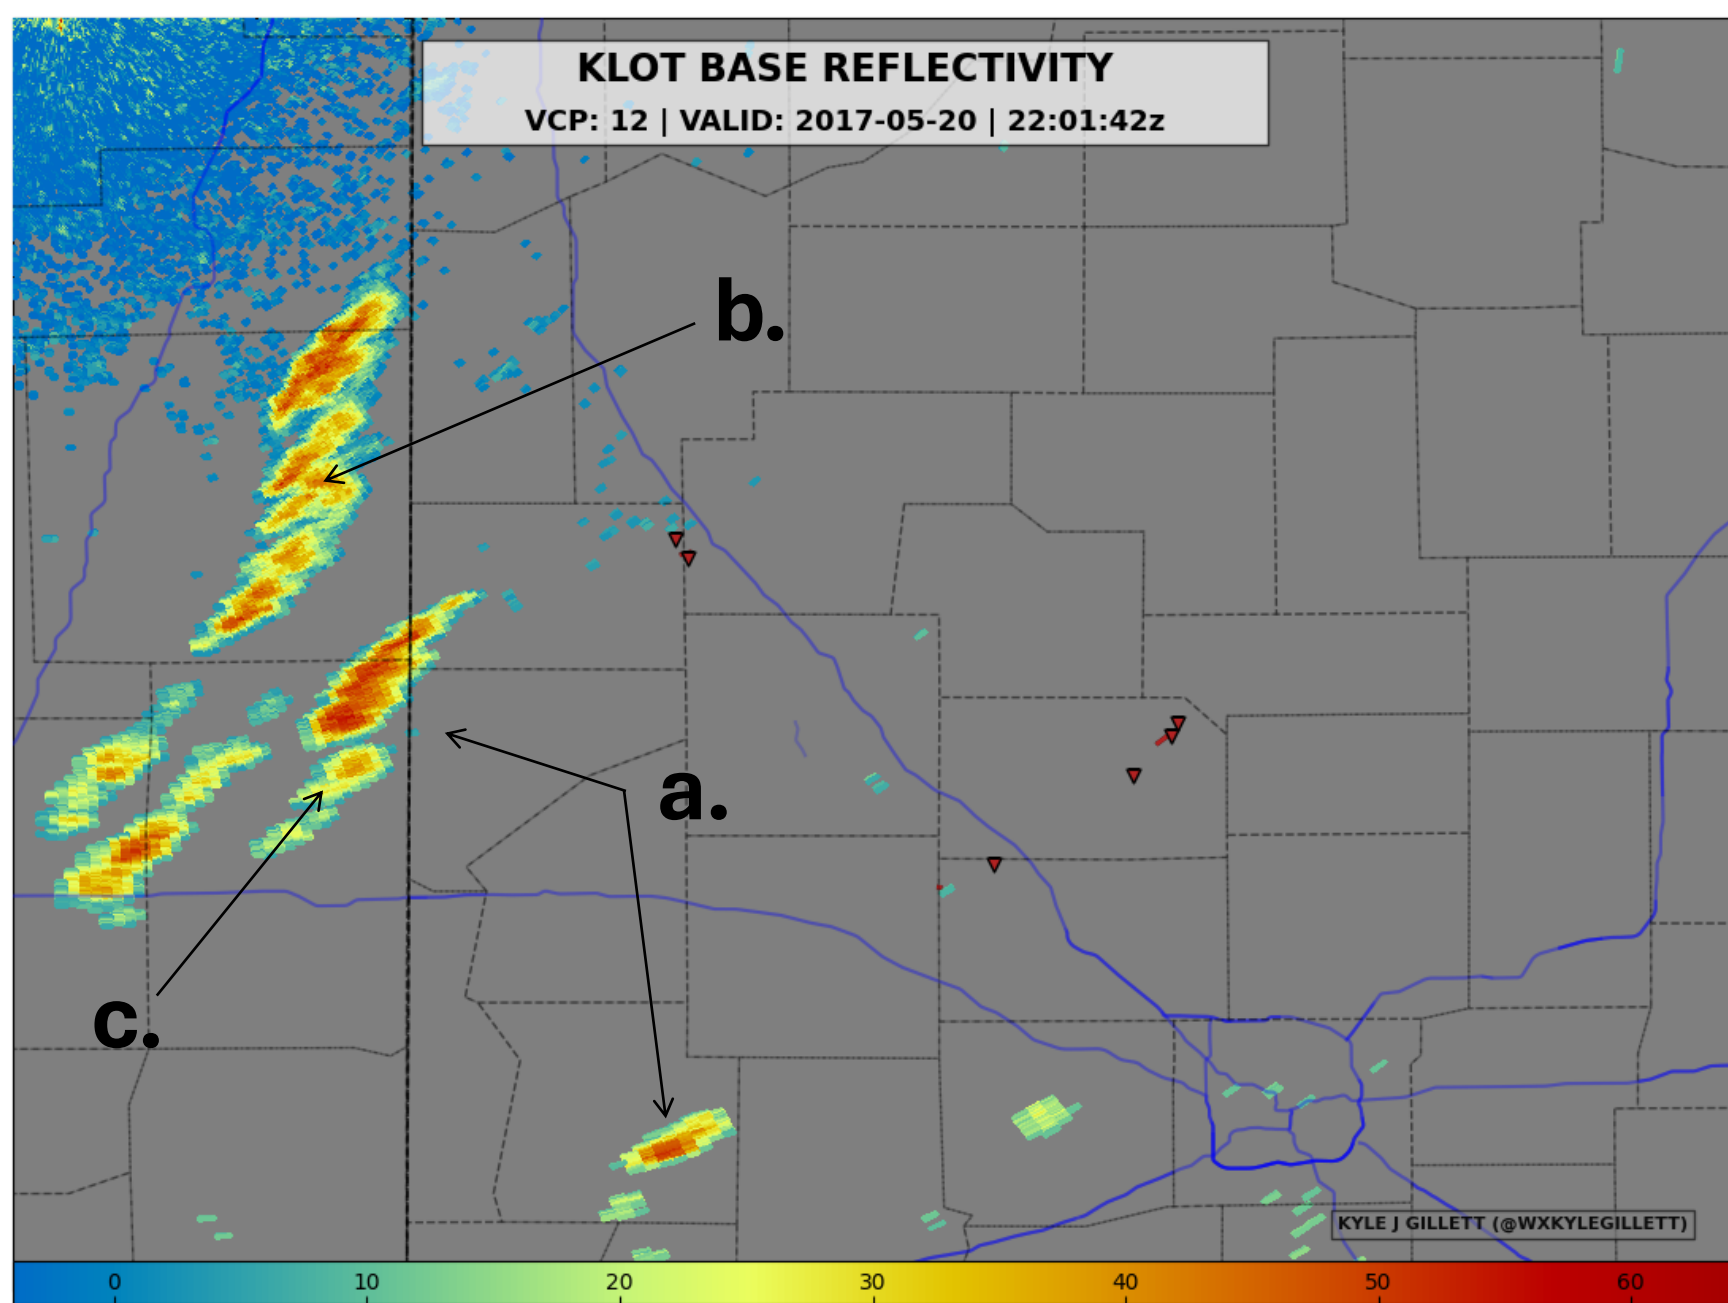 KLOT BASE REFLECTIVITY
VCP: 12 | VALID: 2017-05-20 | 22:01:42z
b.
a.
c.
KYLE J GILLETT (@WXKYLEGILLETT)
0 10 20 30 40 50 60